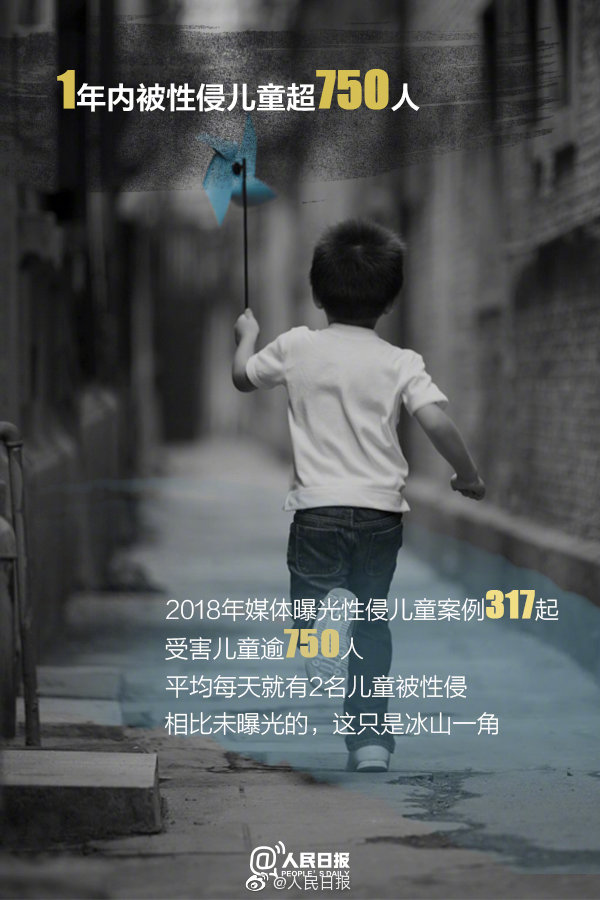 1年内被性侵儿童超750人
2018年媒体曝光性侵儿童案例317起
受害儿童逾750人
平均每天就有2名儿童被性侵
相比未曝光的，这只是冰山一角
@人民日报
PEOPLE'S DAILY
@人民日报